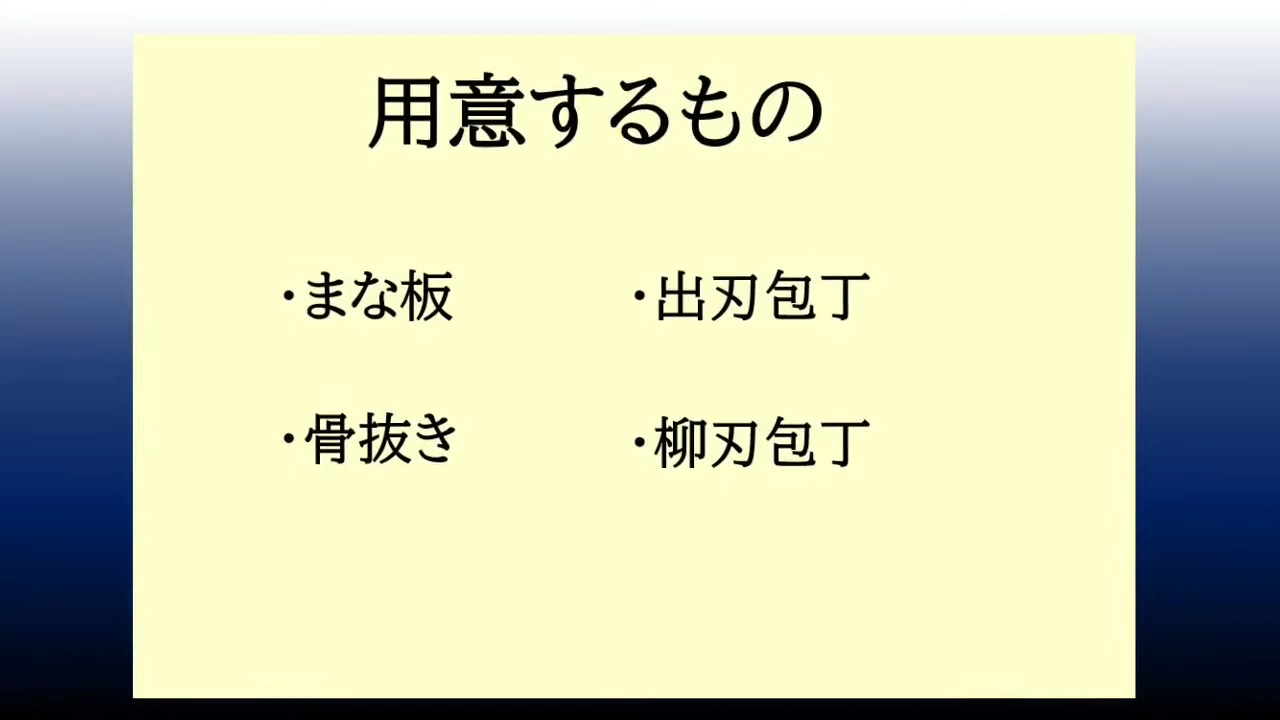 用意するもの
・まな板
・出刃包丁
・骨抜き
・柳刃包丁